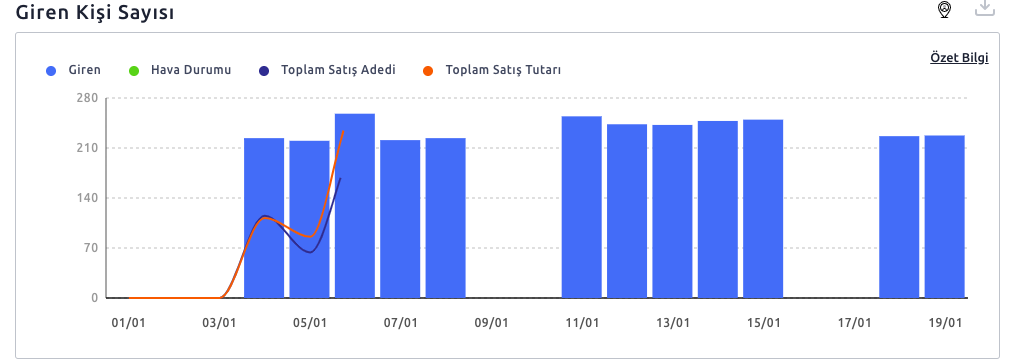 Giren Kişi Sayısı
Özet Bilgi
Giren Hava Durumu Toplam Satış Adedi Toplam Satış Tutarı
280
210
140
70
0
01/01 03/01 05/01 07/01 09/01 11/01 13/01 15/01 17/01 19/01